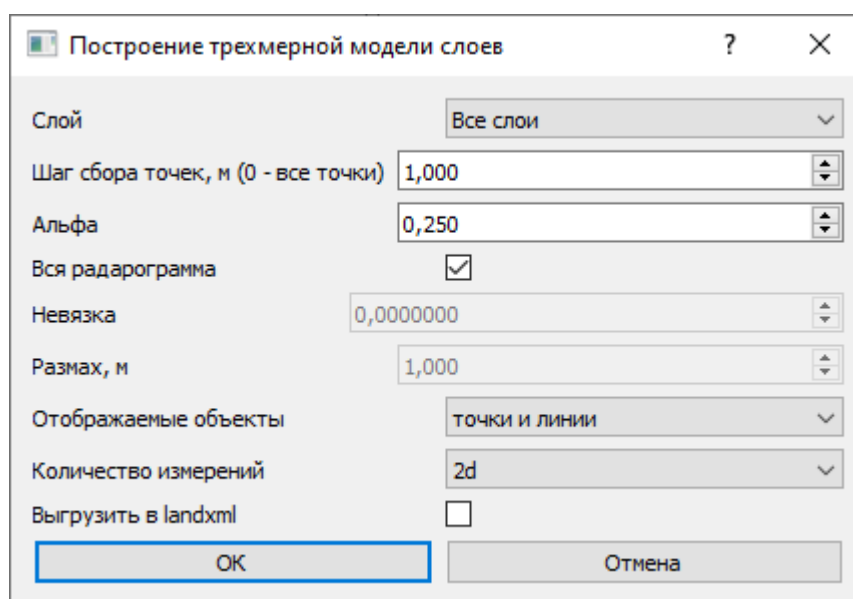 Построение трехмерной модели слоев ?
Слой Все слои
Шаг сбора точек, м (0 - все точки) 1,000
Альфа 0,250
Вся радарограмма
Невязка 0,0000000
Размах, м 1,000
Отображаемые объекты точки и линии
Количество измерений 2d
Выгрузить в landxml
OK Отмена